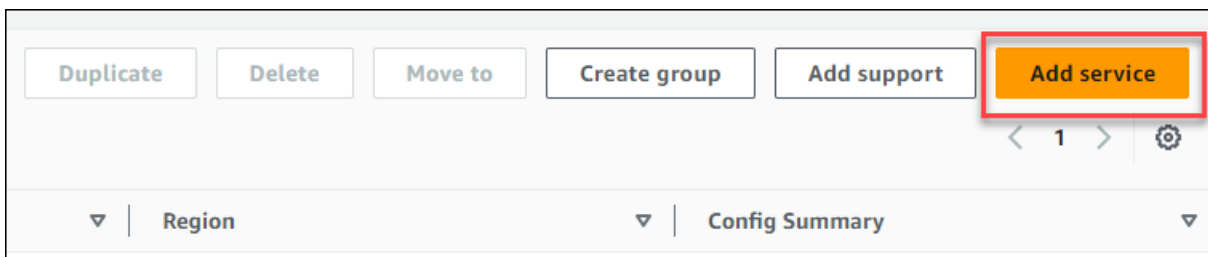 Duplicate Delete Move to Create group Add support Add service
1
Region Config Summary